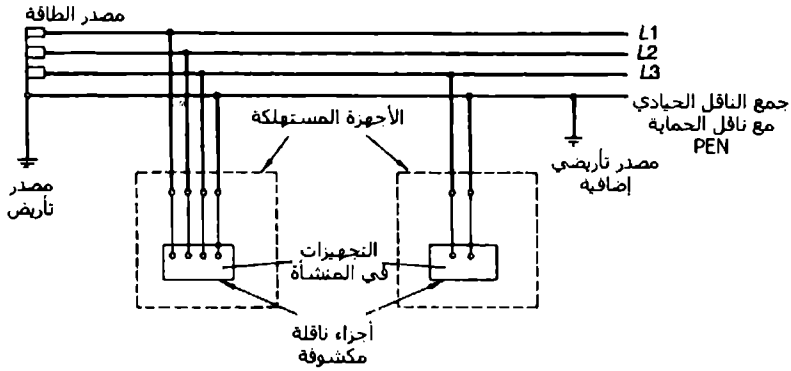 مصدر الطاقة
L1
L2
L3
جمع الناقل الحيادي
مع ناقل الحماية
PEN
الأجهزة المستهلكة
مصدر تأريضي
إضافية
مصدر
تأريض
التجهيزات
في المنشأة
أجزاء ناقلة
مكشوفة